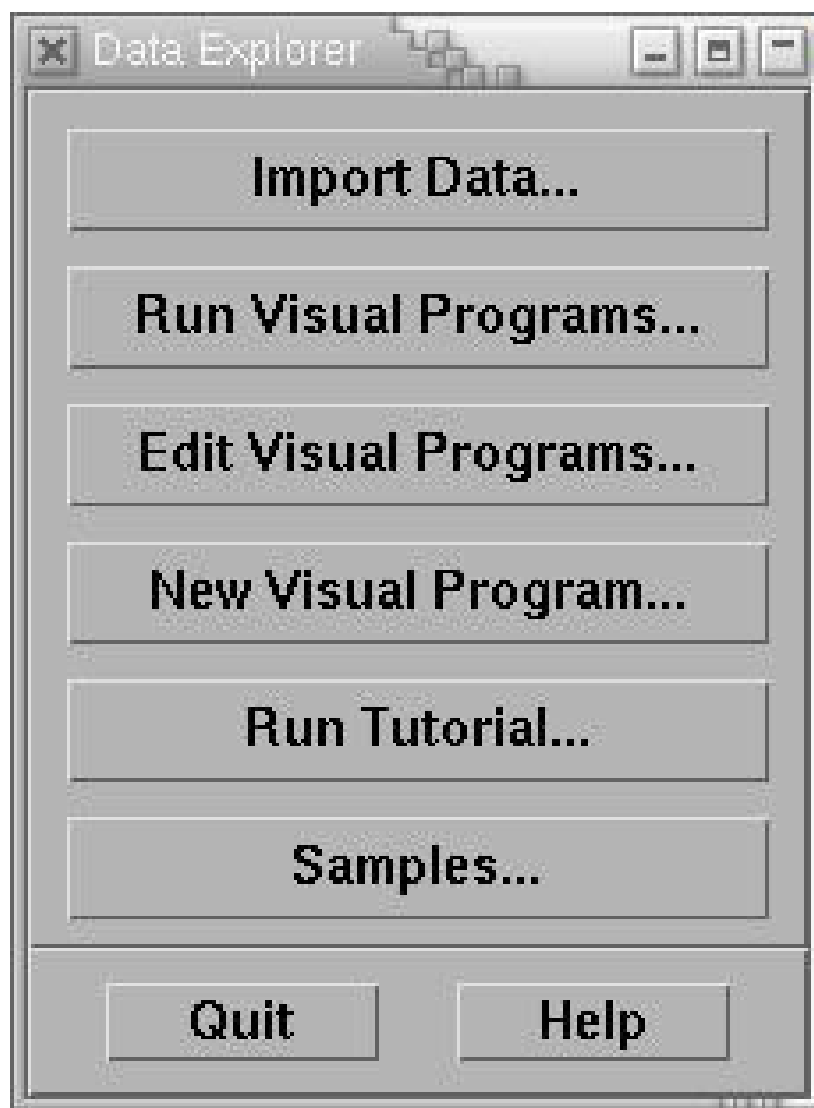 Data Explorer
Import Data...
Run Visual Programs...
Edit Visual Programs...
New Visual Program...
Run Tutorial...
Samples...
Quit Help